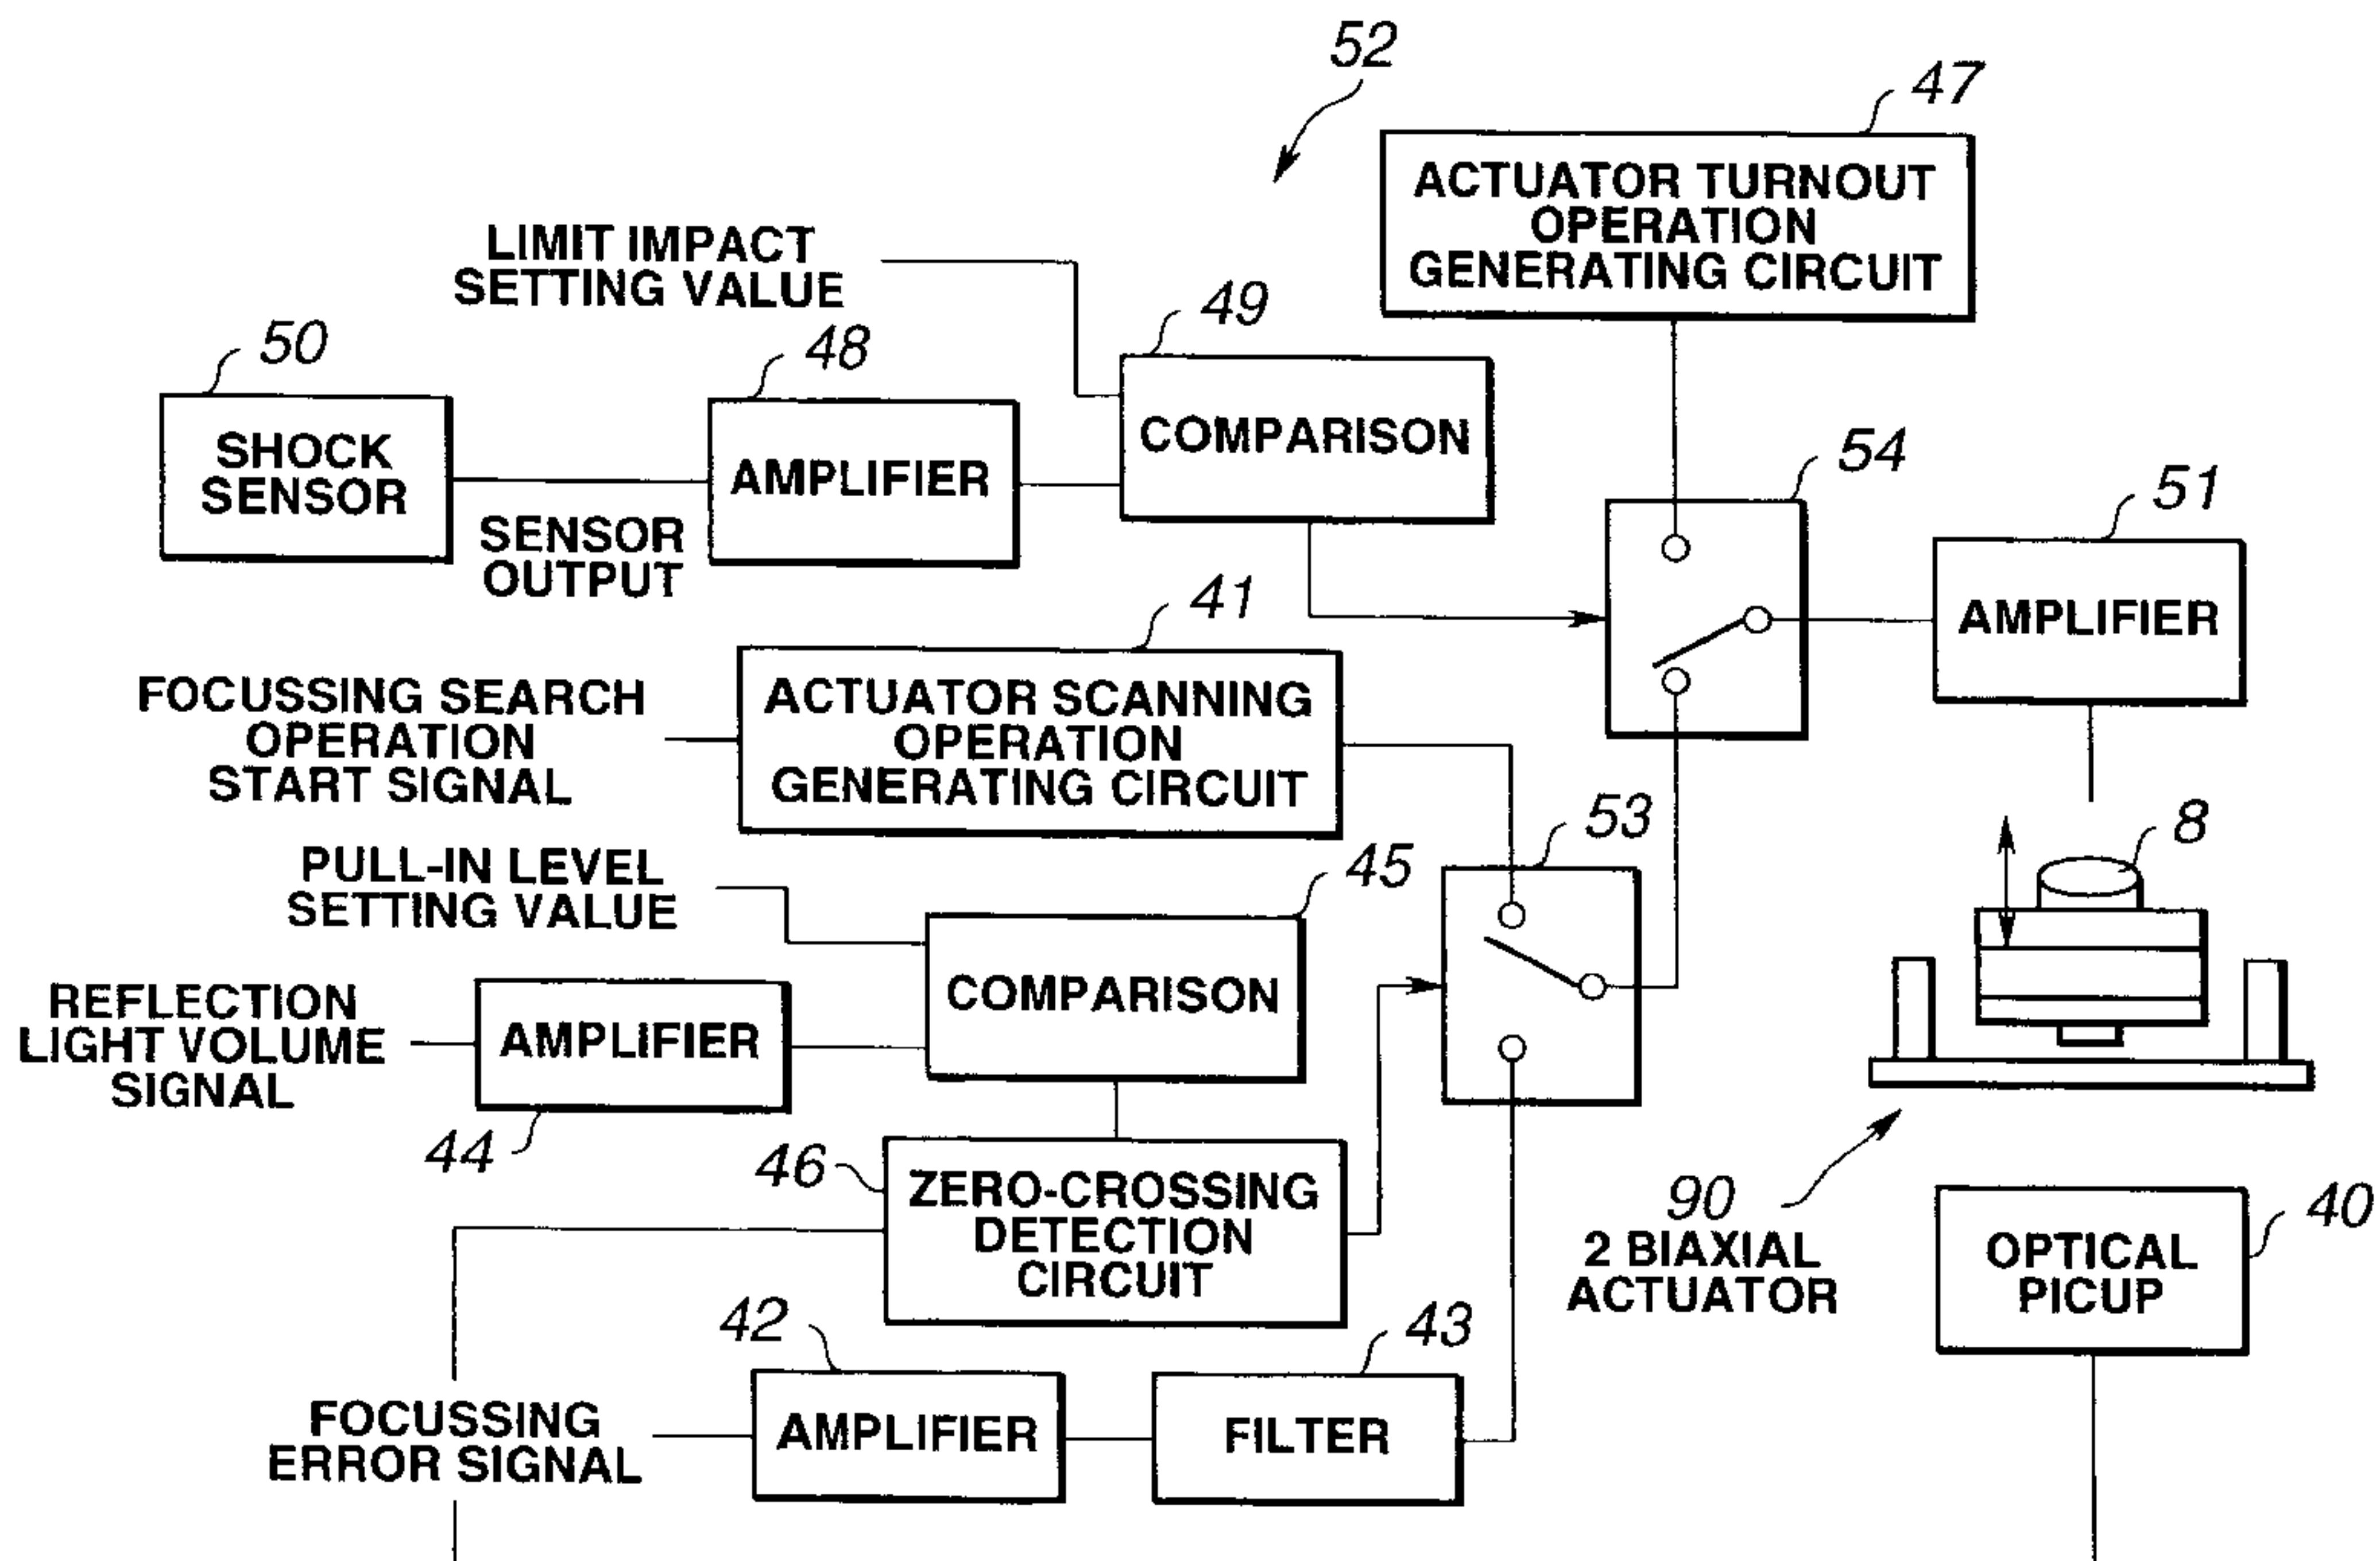 52
47
ACTUATOR TURNOUT
OPERATION
GENERATING CIRCUIT
LIMIT IMPACT
SETTING VALUE
49
50
48
COMPARISON
SHOCK
SENSOR
AMPLIFIER
SENSOR
OUTPUT
54
51
AMPLIFIER
41
FOCUSSING SEARCH
OPERATION
START SIGNAL
ACTUATOR SCANNING
OPERATION
GENERATING CIRCUIT
53
8
PULL-IN LEVEL
SETTING VALUE
45
COMPARISON
REFLECTION
LIGHT VOLUME
SIGNAL
AMPLIFIER
44
46
ZERO-CROSSING
DETECTION
CIRCUIT
90
2 BIAXIAL
ACTUATOR
40
OPTICAL
PICUP
42
43
FOCUSSING
ERROR SIGNAL
AMPLIFIER
FILTER